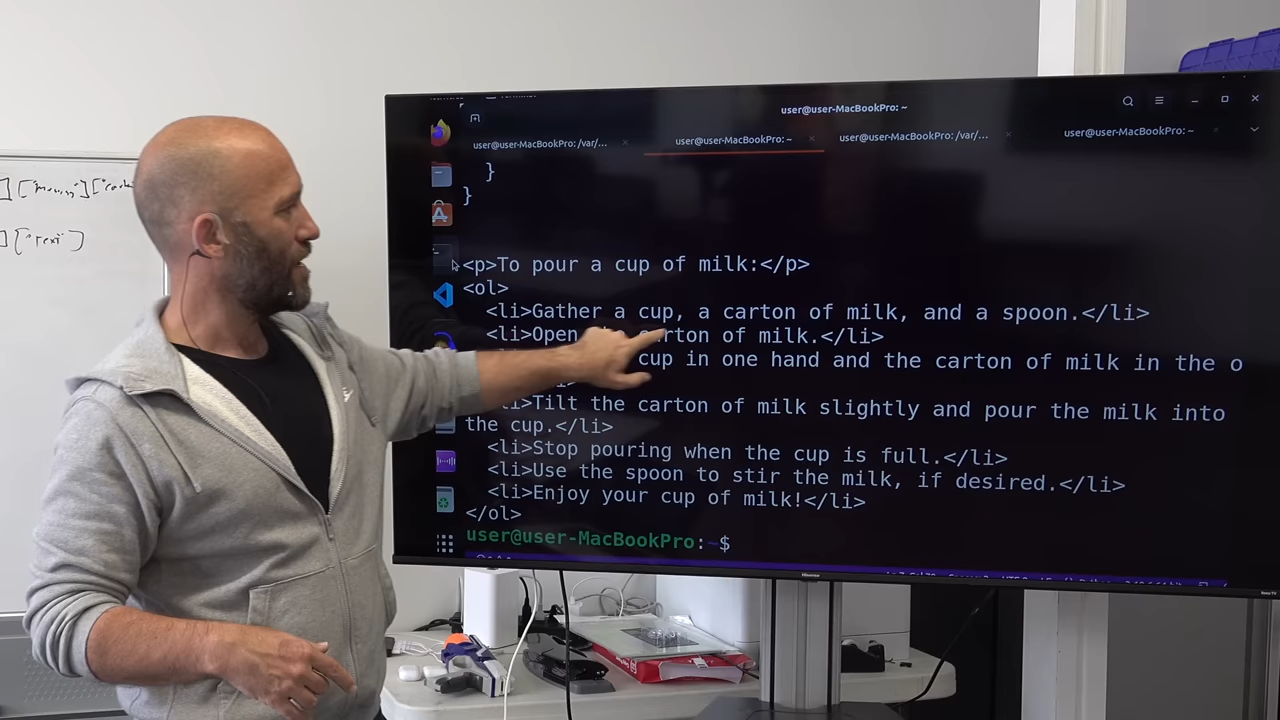 user@user-MacBookPro: ~
user@user-MacBookPro: /var/...
user@user-MacBookPro: ~
user@user-MacBookPro: /var/...
user@user-MacBookPro: ~
}
}
<p>To pour a cup of milk:</p>
<ol>
<li>Gather a cup, a carton of milk, and a spoon.</li>
<li>Open carton of milk.</li>
cup in one hand and the carton of milk in the o
<li>Tilt the carton of milk slightly and pour the milk into
the cup.</li>
<li>Stop pouring when the cup is full.</li>
<li>Use the spoon to stir the milk, if desired.</li>
<li>Enjoy your cup of milk!</li>
</ol>
user@user-MacBookPro:~$
Hisense
Roku TV
["text"]